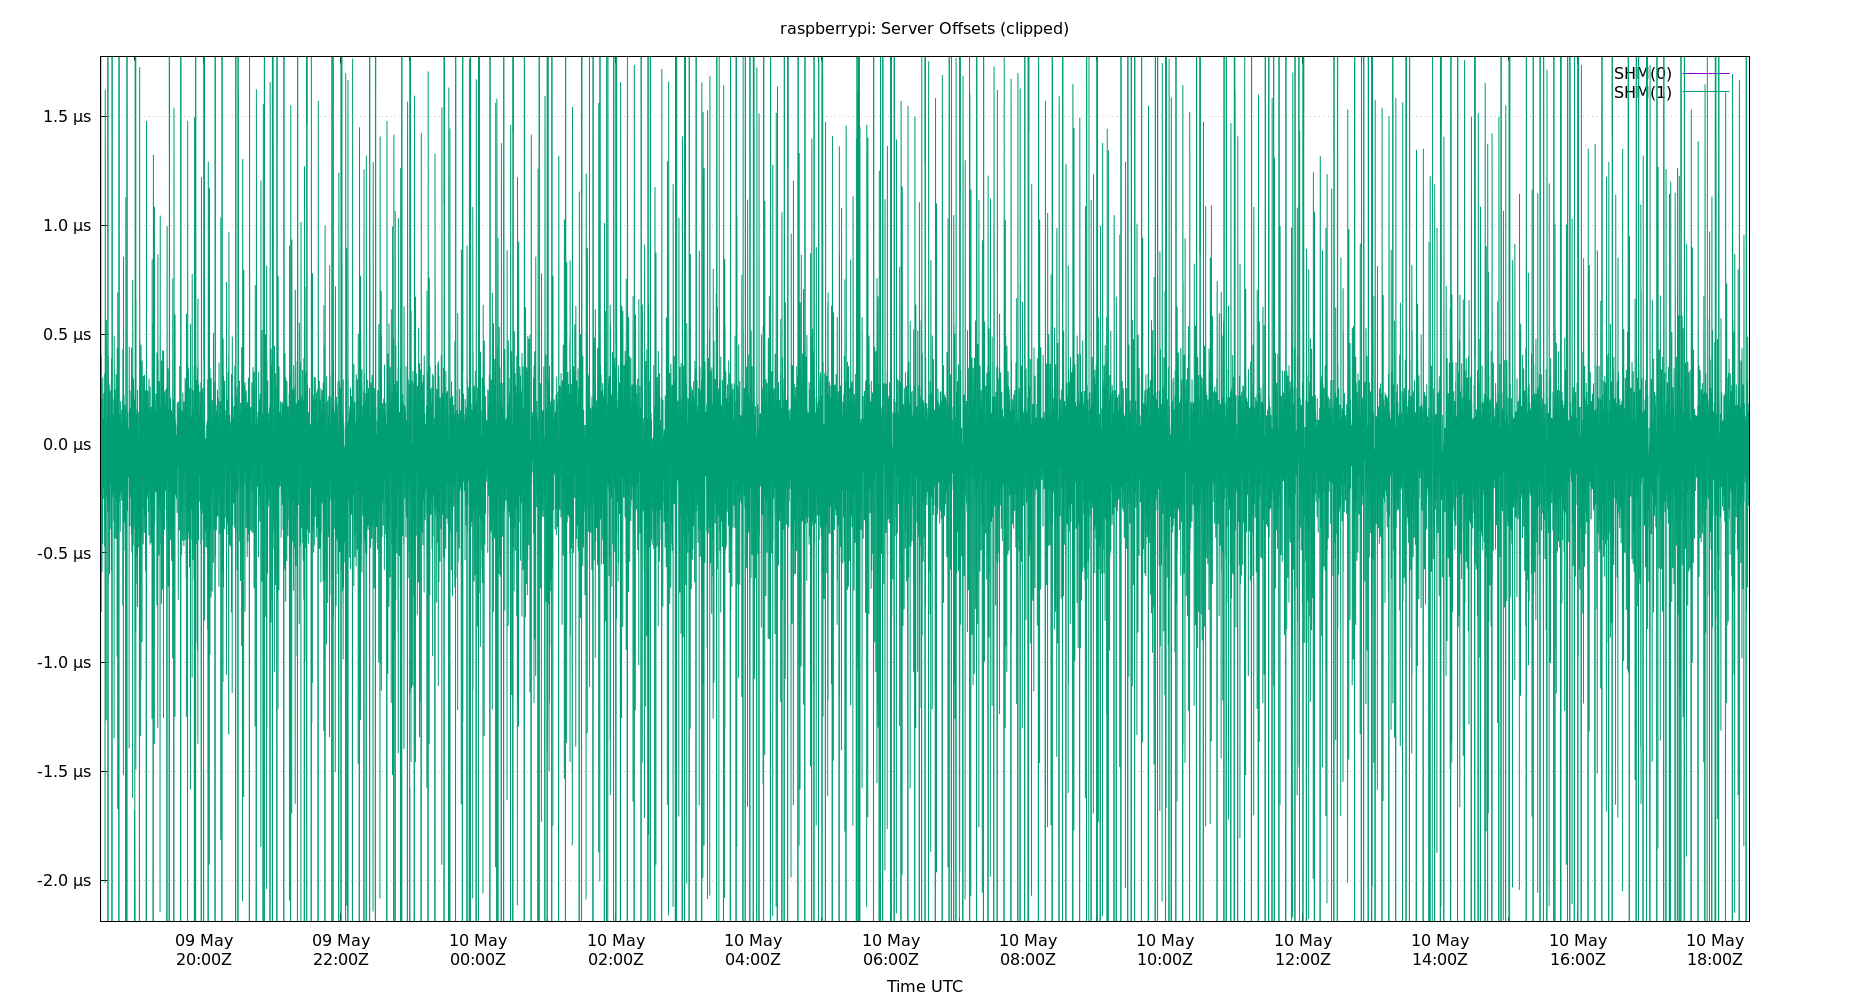 raspberrypi: Server Offsets (clipped)
SHM(0)
SHM(1)
1.5 µs
1.0 µs
0.5 µs
0.0 µs
-0.5 µs
-1.0 µs
-1.5 µs
-2.0 µs
09 May 09 May 10 May 10 May 10 May 10 May 10 May 10 May 10 May 10 May 10 May 10 May
20:00Z 22:00Z 00:00Z 02:00Z 04:00Z 06:00Z 08:00Z 10:00Z 12:00Z 14:00Z 16:00Z 18:00Z
Time UTC